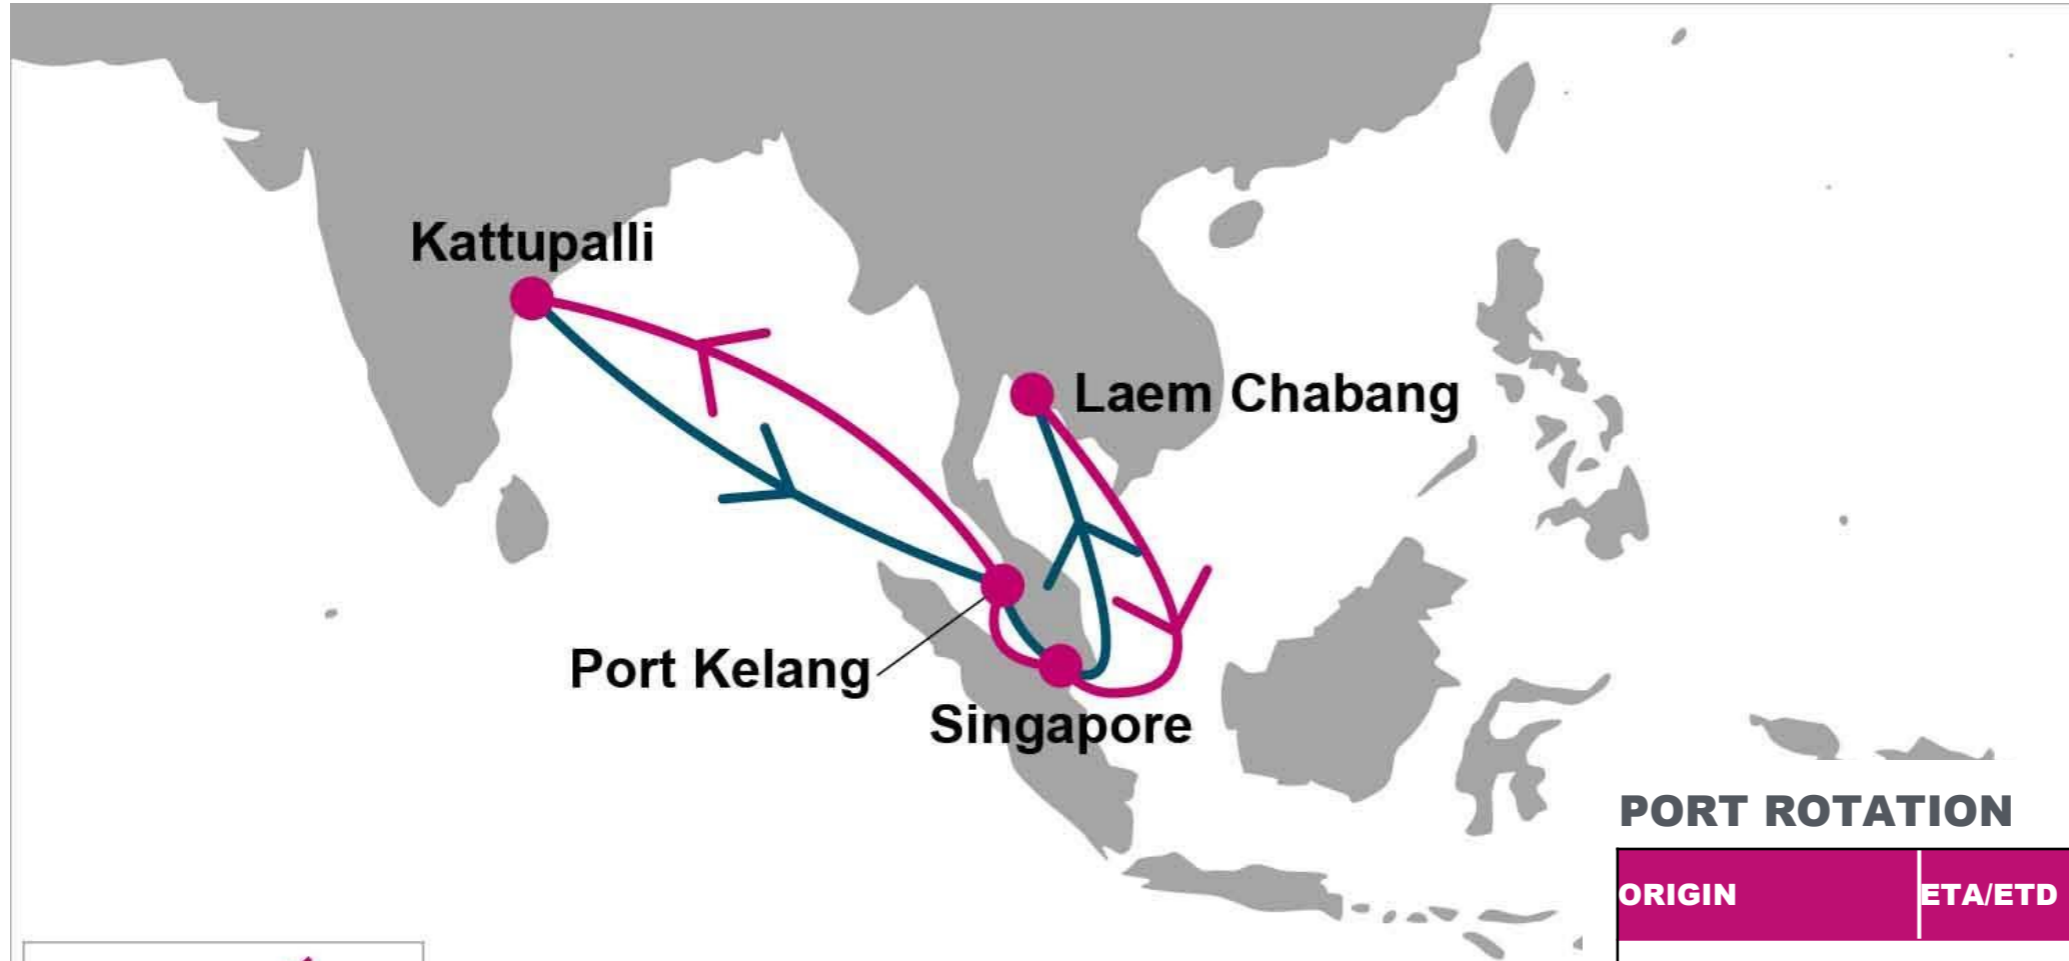 Kattupalli
Laem Chabang
Port Kelang
Singapore
PORT ROTATION
ORIGIN
ETA/ETD